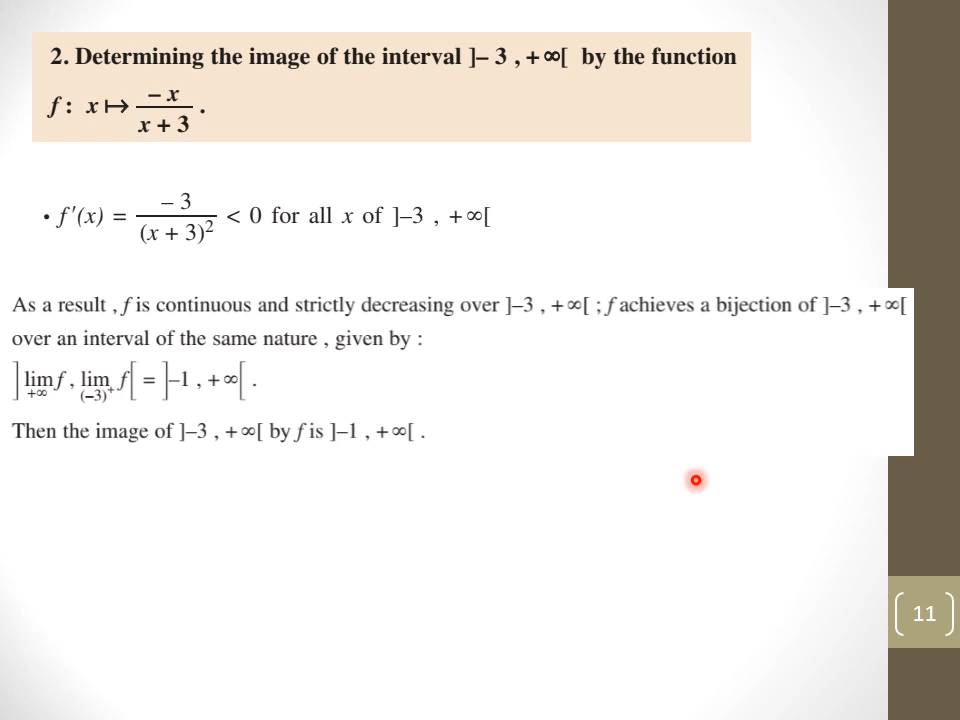 2. Determining the image of the interval ]– 3 , + ∞[ by the function
f : x ↦ – x / x + 3 .
• f'(x) = – 3 / (x + 3)² < 0 for all x of ]–3 , +∞[
As a result , f is continuous and strictly decreasing over ]–3 , +∞[ ; f achieves a bijection of ]–3 , +∞[
over an interval of the same nature , given by :
] lim f , lim f [ = ]–1 , +∞[ .
+∞ (–3)⁺
Then the image of ]–3 , +∞[ by f is ]–1 , +∞[ .
11